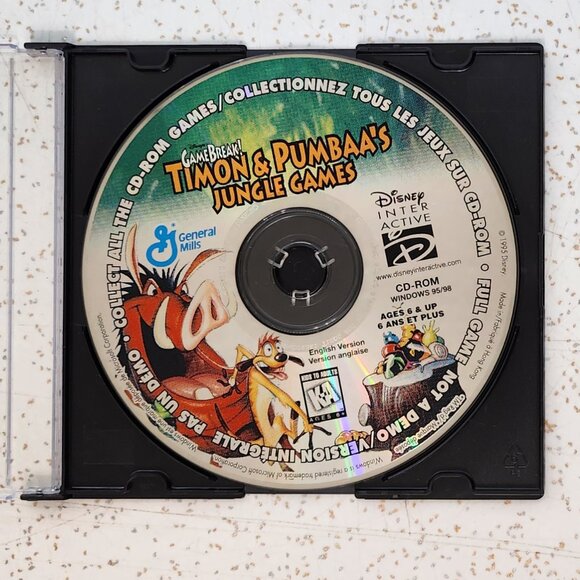 COLLECT ALL THE CD-ROM GAMES/COLLECTIONNEZ TOUS LES JEUX SUR CD-ROM • FULL GAME NOT A DEMO/VERSION INTÉGRALE PAS UN DEMO •
GAMEBREAK!
TIMON & PUMBAA'S
JUNGLE GAMES
G
General
Mills
DISNEY
INTER
ACTIVE
D
www.disneyinteractive.com
CD-ROM
WINDOWS 95/98
AGES 6 & UP
6 ANS ET PLUS
English Version
Version anglaise
KIDS TO ADULTS
K-A
AGES 6+
© 1995 Disney
Made in/Fabriqué à Hong Kong
Windows is a registered trademark of Microsoft Corporation.